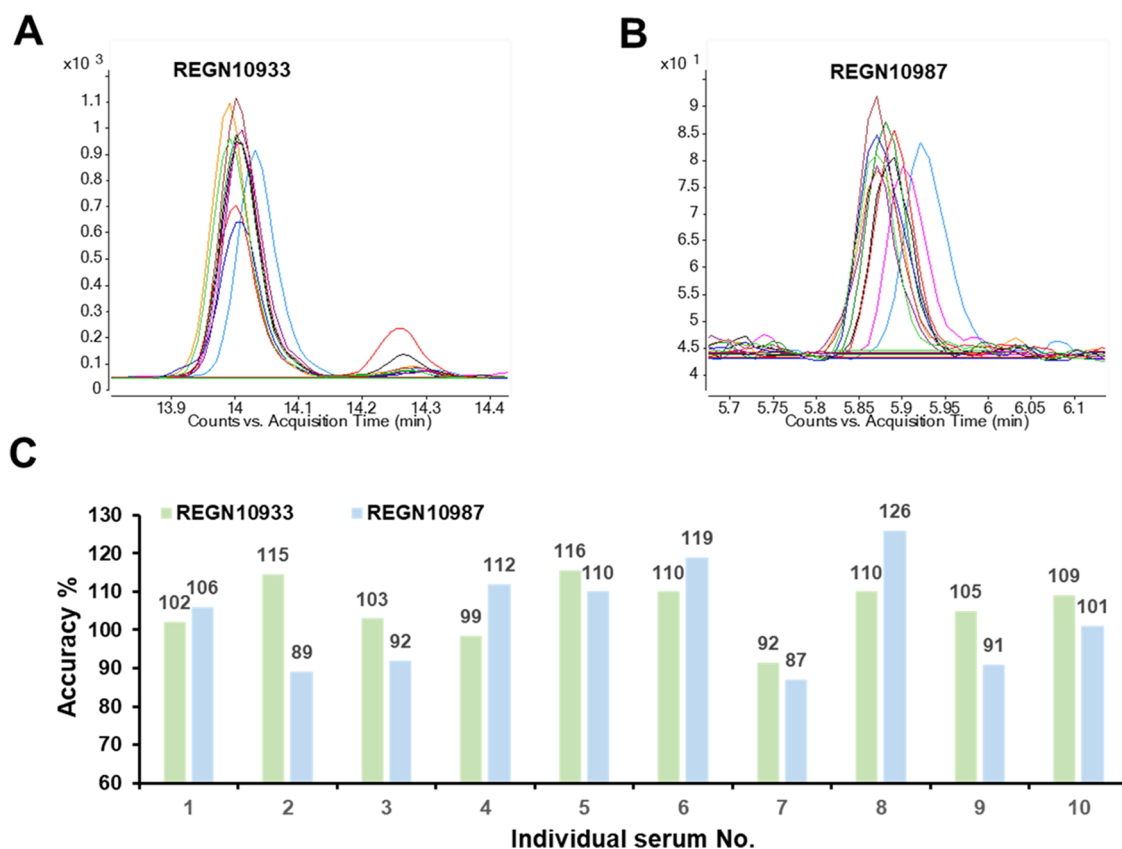 A
x10 3
REGN10933
1.1
1
0.9
0.8
0.7
0.6
0.5
0.4
0.3
0.2
0.1
0
13.9 14 14.1 14.2 14.3 14.4
Counts vs. Acquisition Time (min)
B
x10 1
REGN10987
9
8.5
8
7.5
7
6.5
6
5.5
5
4.5
4
5.7 5.75 5.8 5.85 5.9 5.95 6 6.05 6.1
Counts vs. Acquisition Time (min)
C
REGN10933 REGN10987
Accuracy %
130
120
110
100
90
80
70
60
102 106 115 89 103 92 99 112 116 110 110 119 92 87 110 126 105 91 109 101
1 2 3 4 5 6 7 8 9 10
Individual serum No.